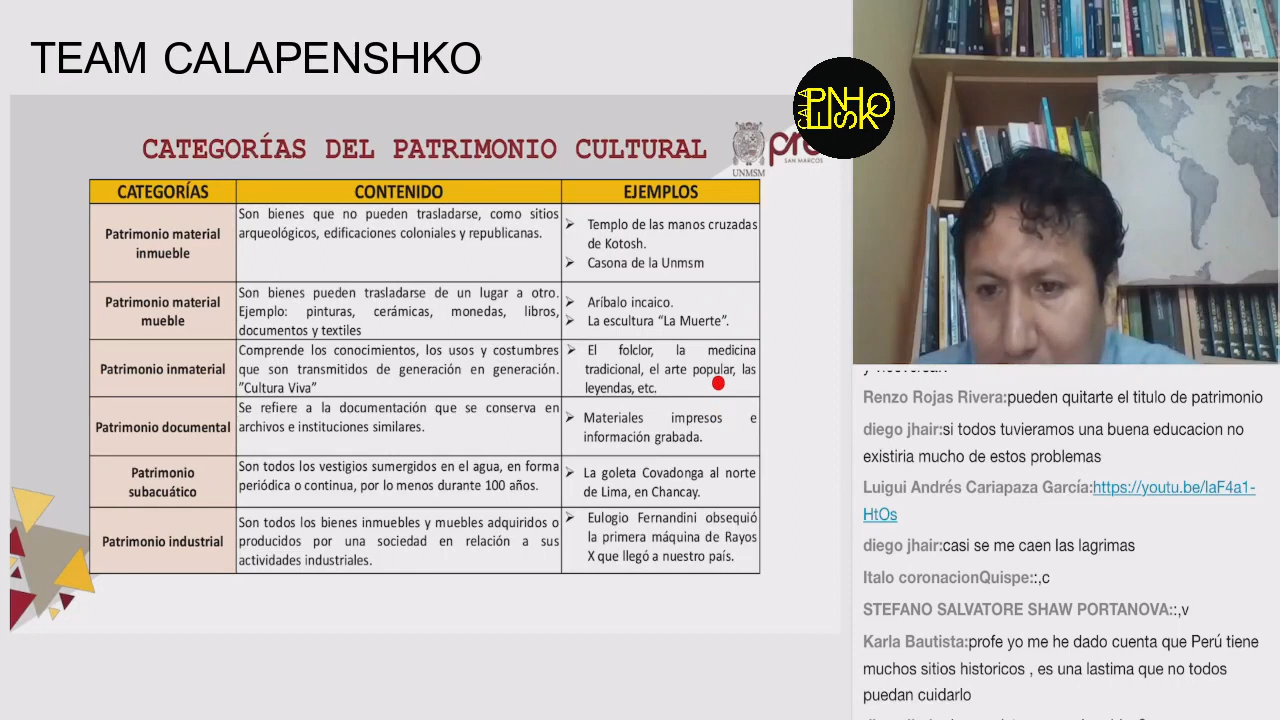 TEAM CALAPENSHKO
CALA
PENSHKO
CATEGORÍAS DEL PATRIMONIO CULTURAL
UNMSM
pre
SAN MARCOS
CATEGORÍAS
CONTENIDO
EJEMPLOS
Patrimonio material
inmueble
Son bienes que no pueden trasladarse, como sitios
arqueológicos, edificaciones coloniales y republicanas.
➢ Templo de las manos cruzadas
de Kotosh.
➢ Casona de la Unmsm
Patrimonio material
mueble
Son bienes pueden trasladarse de un lugar a otro.
Ejemplo: pinturas, cerámicas, monedas, libros,
documentos y textiles
➢ Aríbalo incaico.
➢ La escultura “La Muerte”.
Patrimonio inmaterial
Comprende los conocimientos, los usos y costumbres
que son transmitidos de generación en generación.
”Cultura Viva”
➢ El folclor, la medicina
tradicional, el arte popular, las
leyendas, etc.
Patrimonio documental
Se refiere a la documentación que se conserva en
archivos e instituciones similares.
➢ Materiales impresos e
información grabada.
Patrimonio
subacuático
Son todos los vestigios sumergidos en el agua, en forma
periódica o continua, por lo menos durante 100 años.
➢ La goleta Covadonga al norte
de Lima, en Chancay.
Patrimonio industrial
Son todos los bienes inmuebles y muebles adquiridos o
producidos por una sociedad en relación a sus
actividades industriales.
➢ Eulogio Fernandini obsequió
la primera máquina de Rayos
X que llegó a nuestro país.
Renzo Rojas Rivera:pueden quitarte el titulo de patrimonio
diego jhair:si todos tuvieramos una buena educacion no
existiria mucho de estos problemas
Luigui Andrés Cariapaza García:https://youtu.be/IaF4a1-
HtOs
diego jhair:casi se me caen las lagrimas
Italo coronacionQuispe::,c
STEFANO SALVATORE SHAW PORTANOVA::,v
Karla Bautista:profe yo me he dado cuenta que Perú tiene
muchos sitios historicos , es una lastima que no todos
puedan cuidarlo